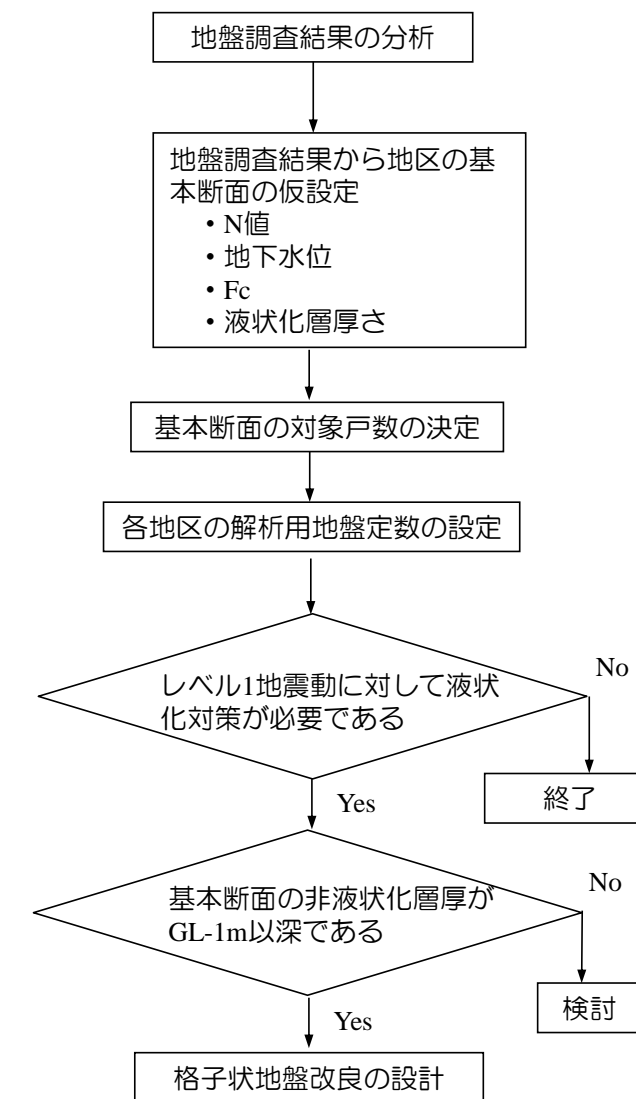 地盤調査結果の分析
地盤調査結果から地区の基
本断面の仮設定
・N値
・地下水位
・Fc
・液状化層厚さ
基本断面の対象戸数の決定
各地区の解析用地盤定数の設定
レベル1地震動に対して液状
化対策が必要である
No
終了
Yes
基本断面の非液状化層厚が
GL-1m以深である
No
検討
Yes
格子状地盤改良の設計